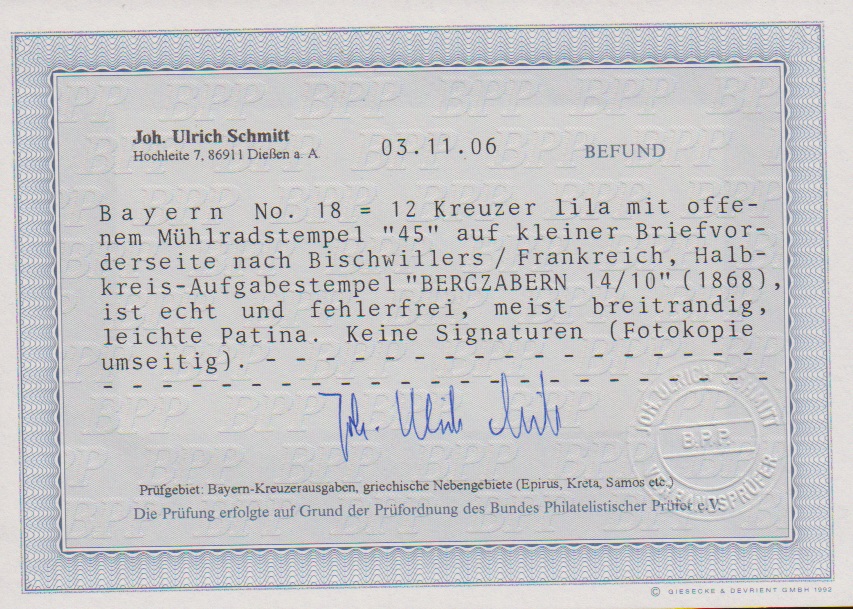 Joh. Ulrich Schmitt
Hochleite 7, 86911 Dießen a. A.
03.11.06
BEFUND
Bayern No. 18 = 12 Kreuzer lila mit offe-
nem Mühlradstempel "45" auf kleiner Briefvor-
derseite nach Bischwillers / Frankreich, Halb-
kreis-Aufgabestempel "BERGZABERN 14/10" (1868),
ist echt und fehlerfrei, meist breitrandig,
leichte Patina. Keine Signaturen (Fotokopie
umseitig). - - - - - - - - - - - - - - - - -
- - - - - - - - - - - - - - - - - - - - - - -
Joh. Ulrich Schmitt
JOH. ULRICH SCHMITT
B.P.P.
VERBANDSPRÜFER
Prüfgebiet: Bayern-Kreuzerausgaben, griechische Nebengebiete (Epirus, Kreta, Samos etc.)
Die Prüfung erfolgte auf Grund der Prüfordnung des Bundes Philatelistischer Prüfer e.V.
© GIESECKE & DEVRIENT GMBH 1992